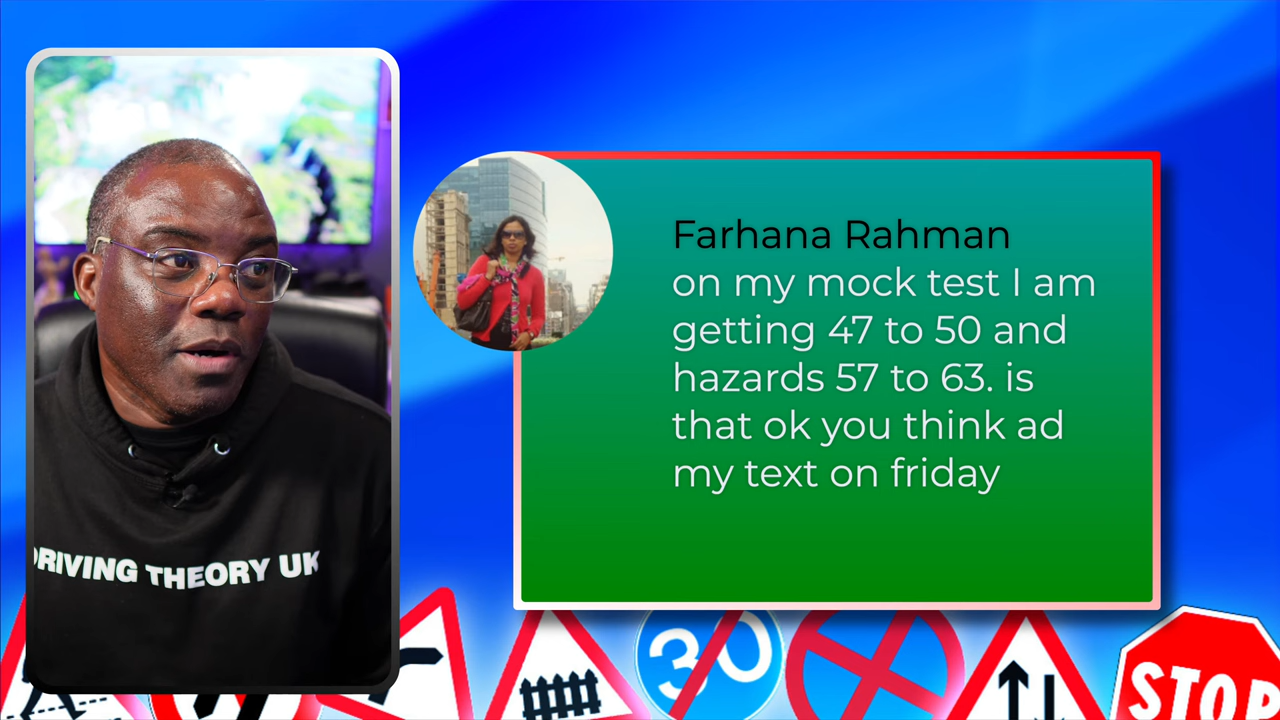 Farhana Rahman
on my mock test I am
getting 47 to 50 and
hazards 57 to 63. is
that ok you think ad
my text on friday
DRIVING THEORY UK
30
STOP